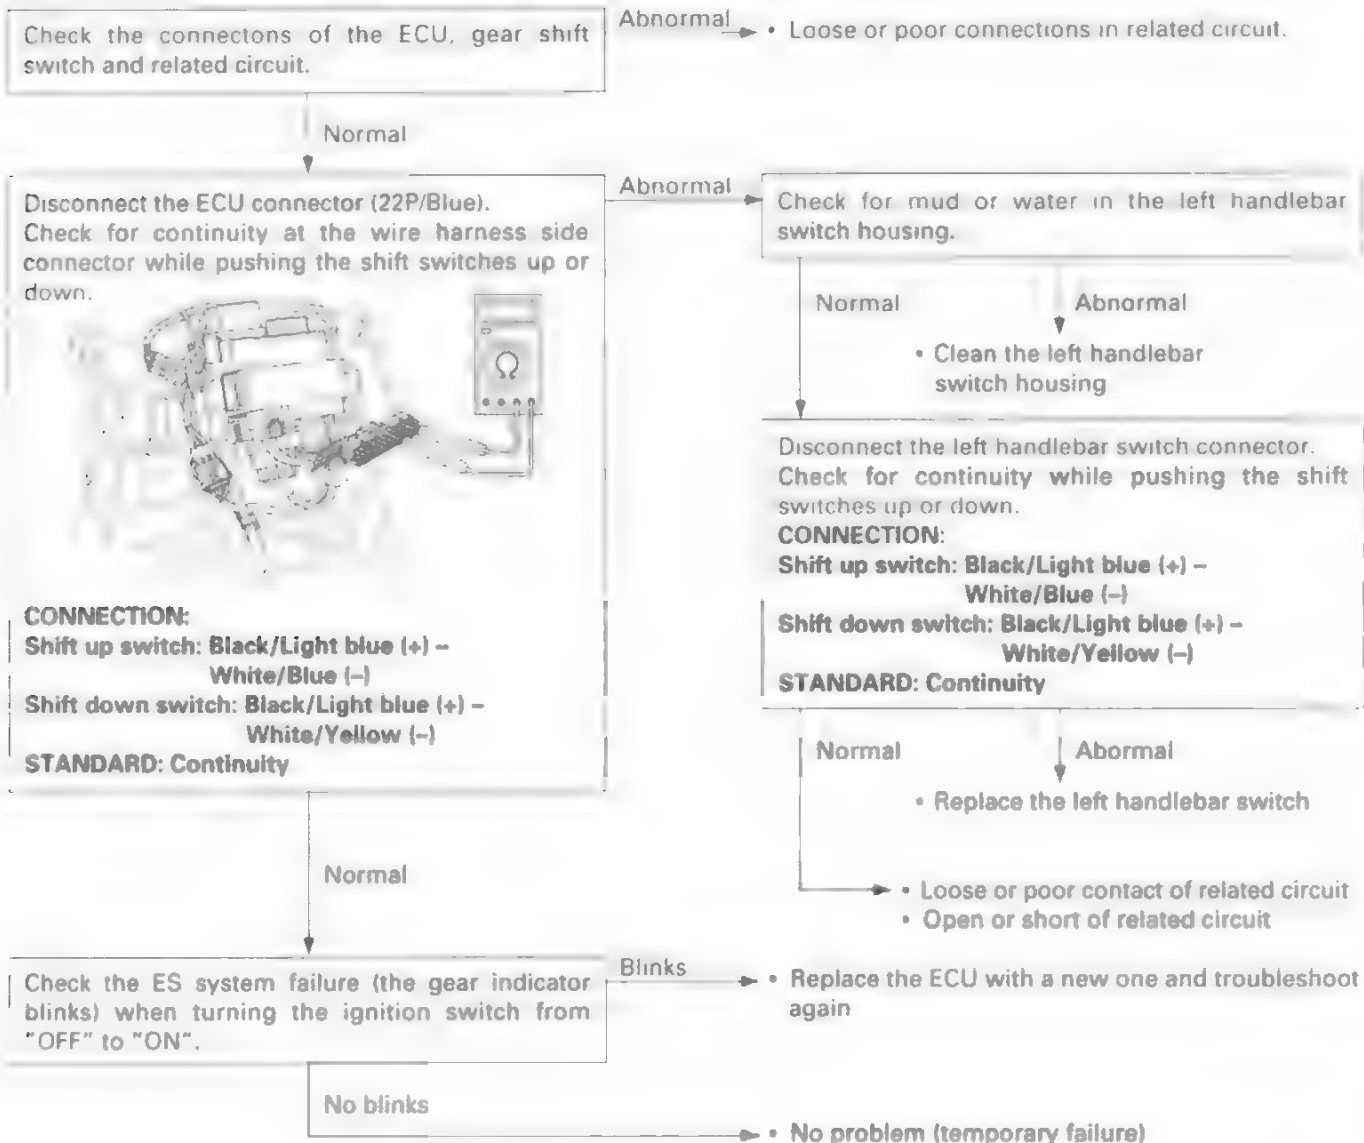 Check the connectons of the ECU, gear shift
switch and related circuit.
Abnormal
• Loose or poor connections in related circuit.
Normal
Disconnect the ECU connector (22P/Blue).
Check for continuity at the wire harness side
connector while pushing the shift switches up or
down.
Ω
CONNECTION:
Shift up switch: Black/Light blue (+) –
White/Blue (–)
Shift down switch: Black/Light blue (+) –
White/Yellow (–)
STANDARD: Continuity
Abnormal
Check for mud or water in the left handlebar
switch housing.
Normal
Abnormal
• Clean the left handlebar
switch housing
Disconnect the left handlebar switch connector.
Check for continuity while pushing the shift
switches up or down.
CONNECTION:
Shift up switch: Black/Light blue (+) –
White/Blue (–)
Shift down switch: Black/Light blue (+) –
White/Yellow (–)
STANDARD: Continuity
Normal
Abormal
• Replace the left handlebar switch
• Loose or poor contact of related circuit
• Open or short of related circuit
Normal
Check the ES system failure (the gear indicator
blinks) when turning the ignition switch from
"OFF" to "ON".
Blinks
• Replace the ECU with a new one and troubleshoot
again
No blinks
• No problem (temporary failure)